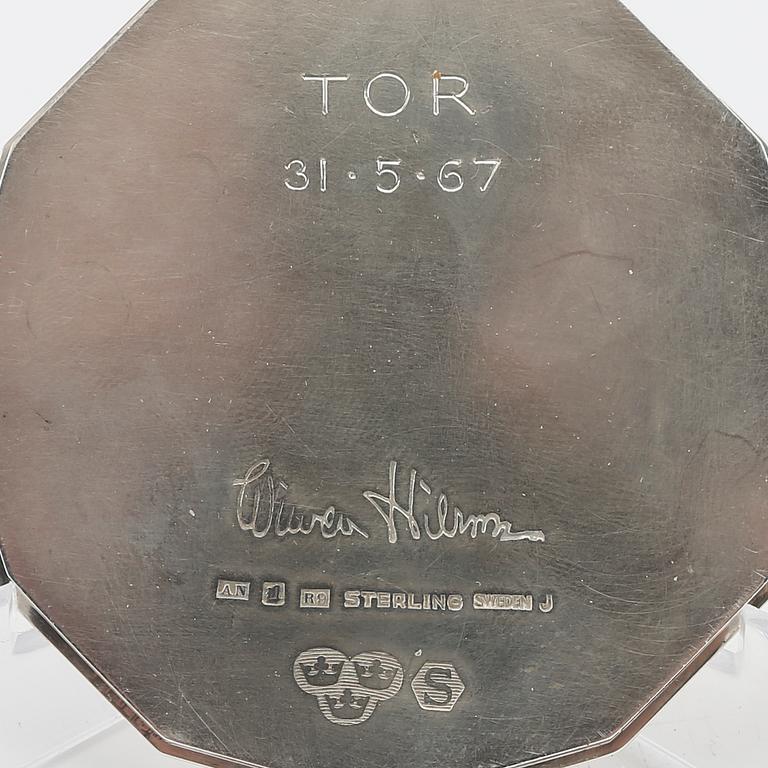 TOR
31·5·67
Wiwen Nilsson
AN 1 R9 STERLING SWEDEN J
S